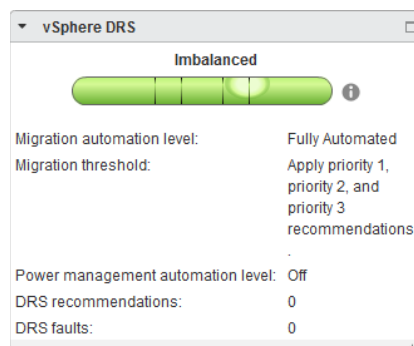 vSphere DRS
Imbalanced
Migration automation level: Fully Automated
Migration threshold: Apply priority 1,
priority 2, and
priority 3
recommendations
.
Power management automation level: Off
DRS recommendations: 0
DRS faults: 0